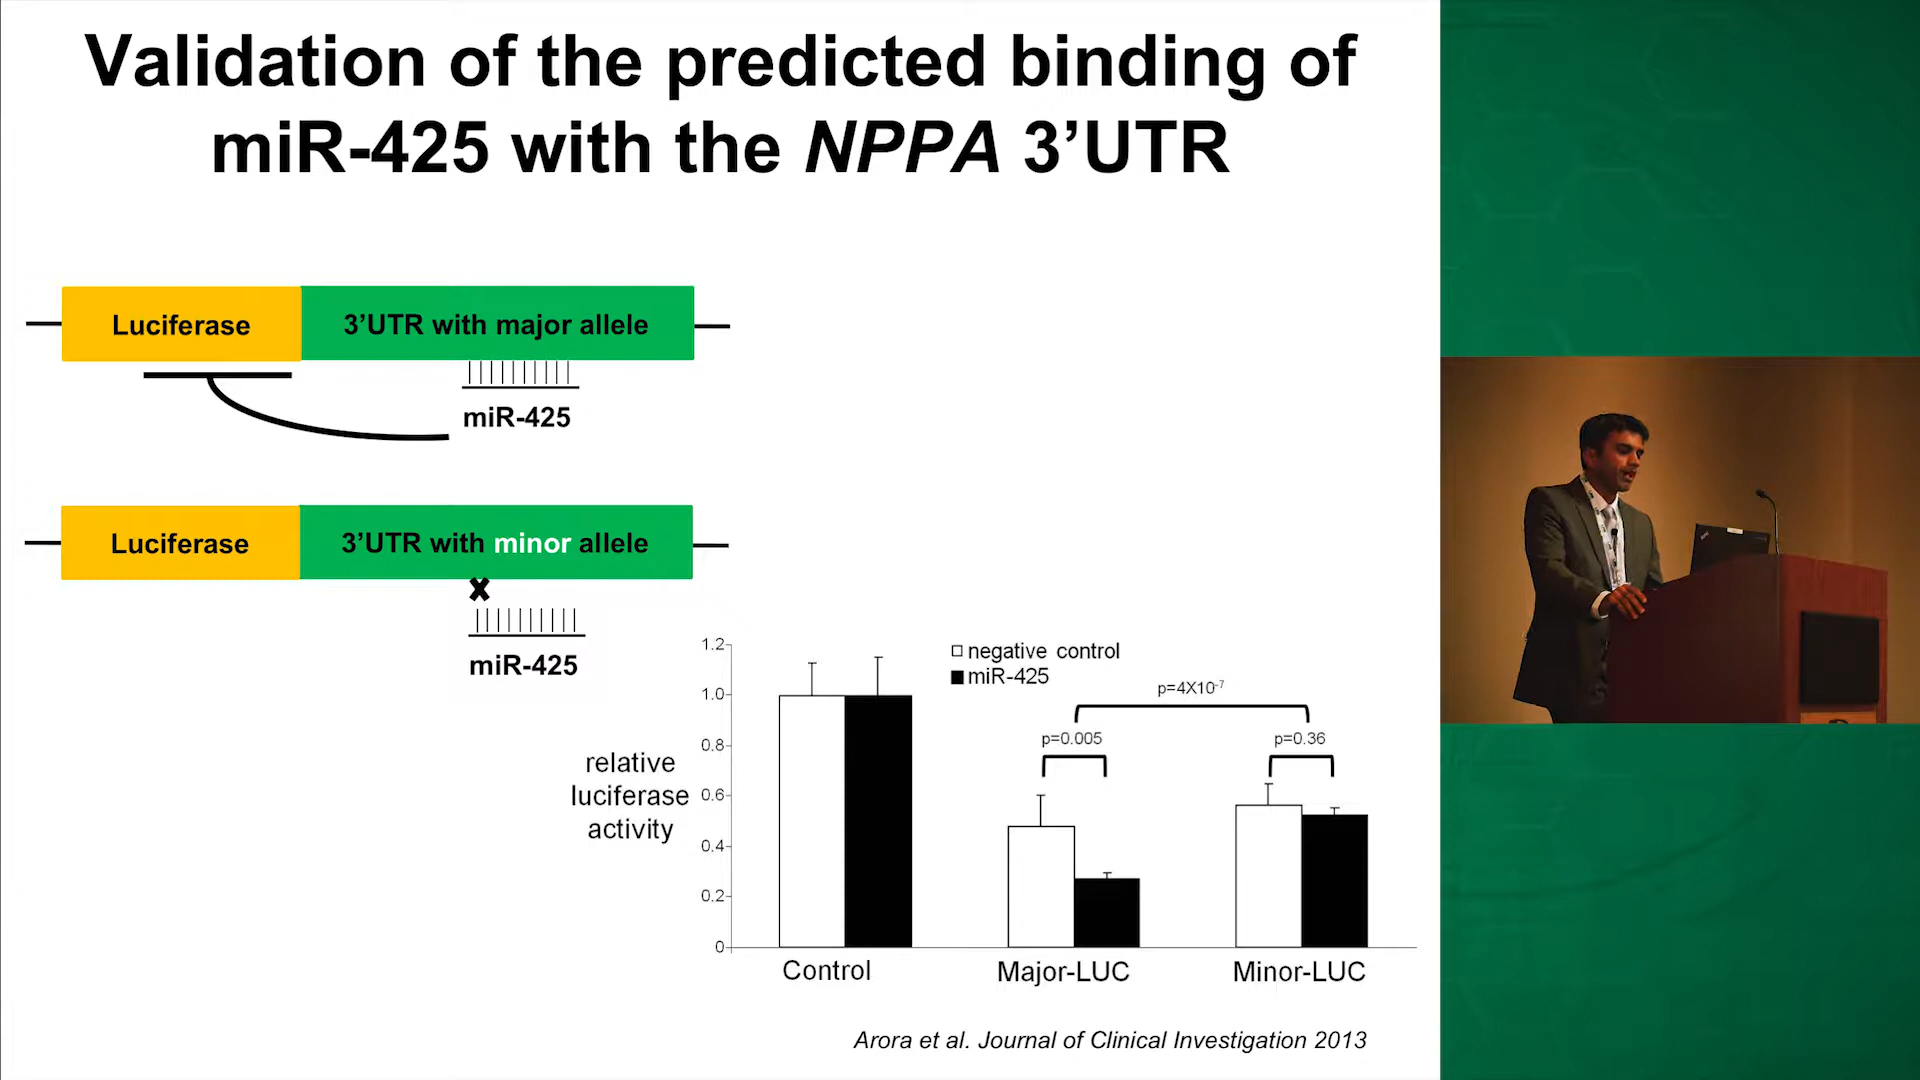 Validation of the predicted binding of
miR-425 with the NPPA 3’UTR
Luciferase
3’UTR with major allele
miR-425
Luciferase
3’UTR with minor allele
miR-425
negative control
miR-425
p=4X10-7
p=0.005
p=0.36
relative
luciferase
activity
1.2
1.0
0.8
0.6
0.4
0.2
0
Control
Major-LUC
Minor-LUC
Arora et al. Journal of Clinical Investigation 2013